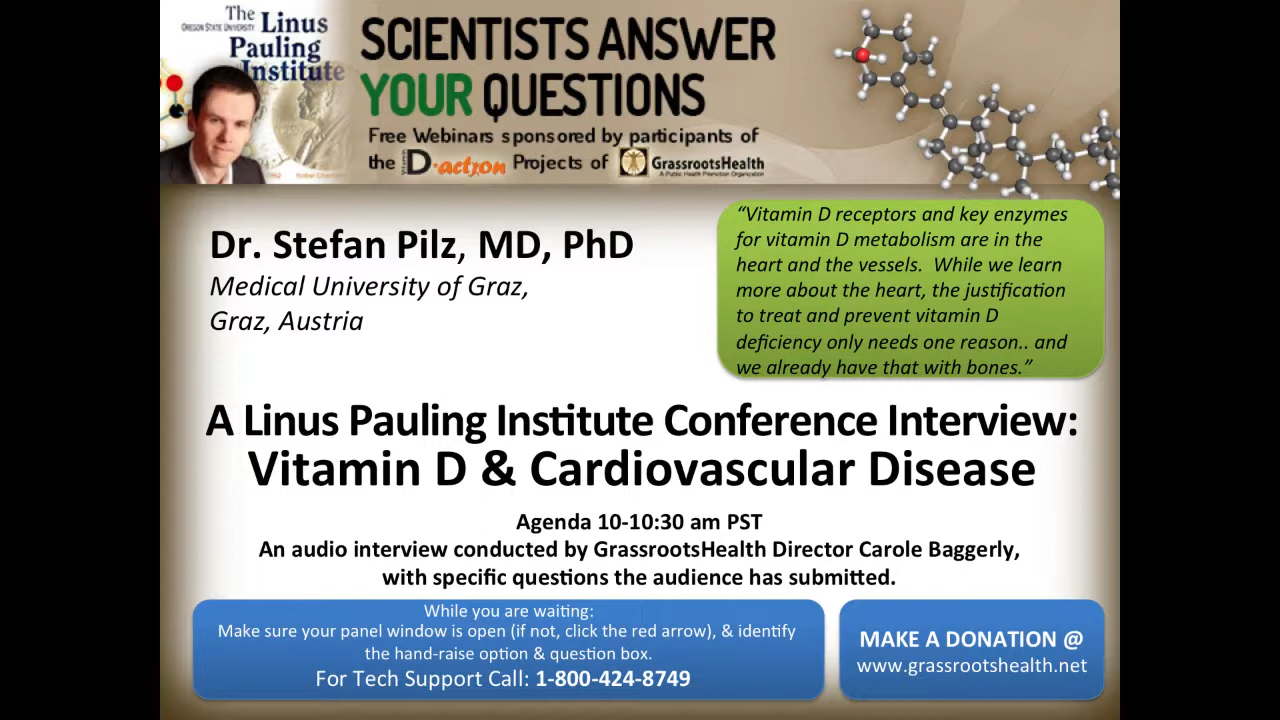 The Linus
OREGON STATE UNIVERSITY
Pauling
Institute
SCIENTISTS ANSWER
YOUR QUESTIONS
Free Webinars sponsored by participants of
the Vitamin D*action Projects of GrassrootsHealth
A Public Health Promotion Organization
Dr. Stefan Pilz, MD, PhD
Medical University of Graz,
Graz, Austria
“Vitamin D receptors and key enzymes
for vitamin D metabolism are in the
heart and the vessels. While we learn
more about the heart, the justification
to treat and prevent vitamin D
deficiency only needs one reason.. and
we already have that with bones.”
A Linus Pauling Institute Conference Interview:
Vitamin D & Cardiovascular Disease
Agenda 10-10:30 am PST
An audio interview conducted by GrassrootsHealth Director Carole Baggerly,
with specific questions the audience has submitted.
While you are waiting:
Make sure your panel window is open (if not, click the red arrow), & identify
the hand-raise option & question box.
For Tech Support Call: 1-800-424-8749
MAKE A DONATION @
www.grassrootshealth.net